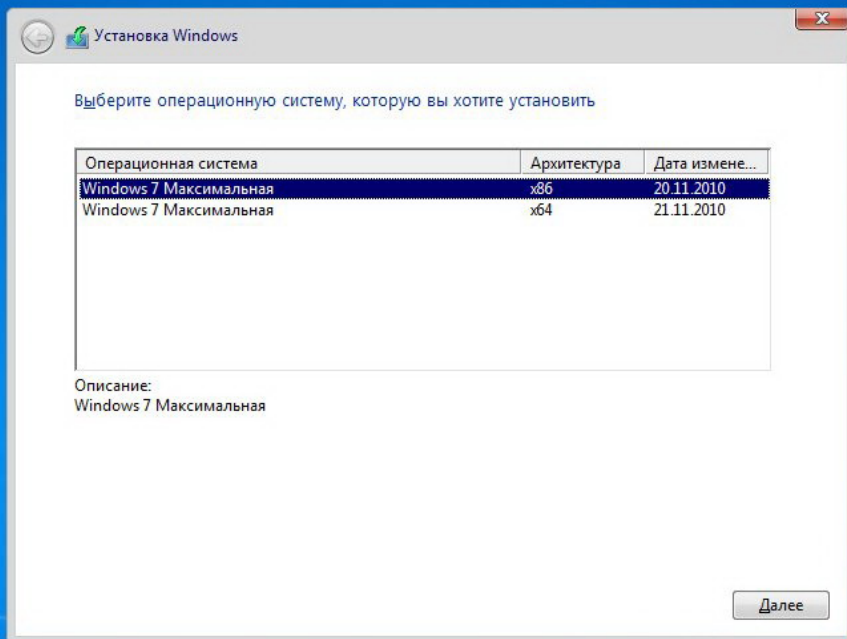 Установка Windows
Выберите операционную систему, которую вы хотите установить
Операционная система Архитектура Дата измене...
Windows 7 Максимальная x86 20.11.2010
Windows 7 Максимальная x64 21.11.2010
Описание:
Windows 7 Максимальная
Далее